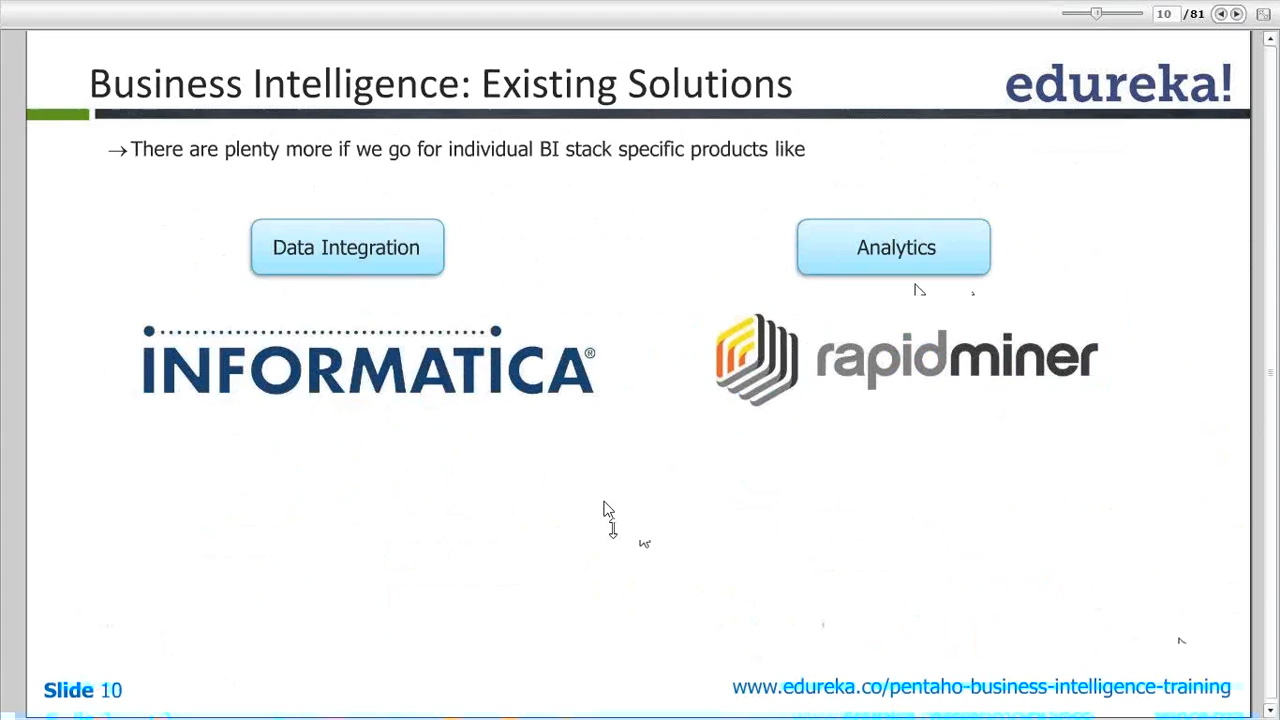 10 /81
Business Intelligence: Existing Solutions
edureka!
→There are plenty more if we go for individual BI stack specific products like
Data Integration
Analytics
INFORMATICA®
rapidminer
Slide 10
www.edureka.co/pentaho-business-intelligence-training